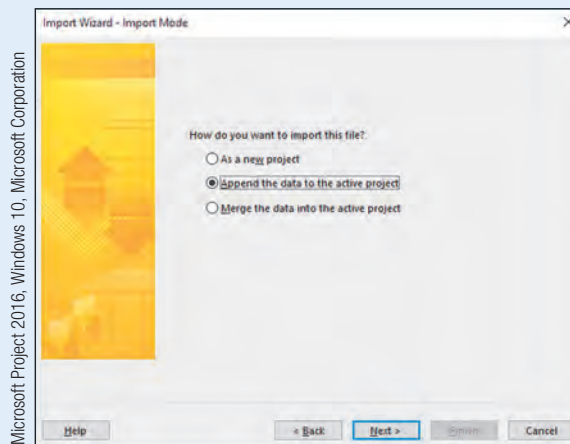 Import Wizard - Import Mode
How do you want to import this file?
As a new project
Append the data to the active project
Merge the data into the active project
Help
< Back
Next >
Finish
Cancel
Microsoft Project 2016, Windows 10, Microsoft Corporation